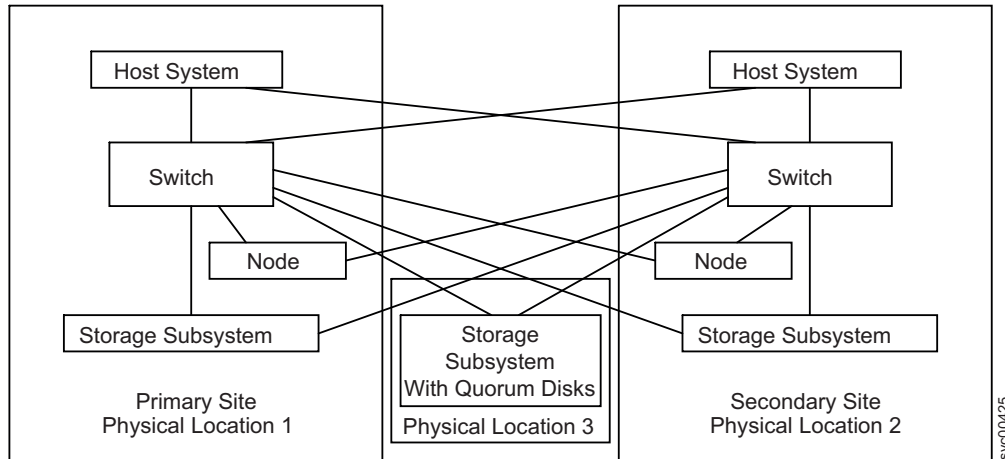 Host System
Switch
Node
Storage Subsystem
Primary Site
Physical Location 1
Storage
Subsystem
With Quorum Disks
Physical Location 3
Host System
Switch
Node
Storage Subsystem
Secondary Site
Physical Location 2
svc00425